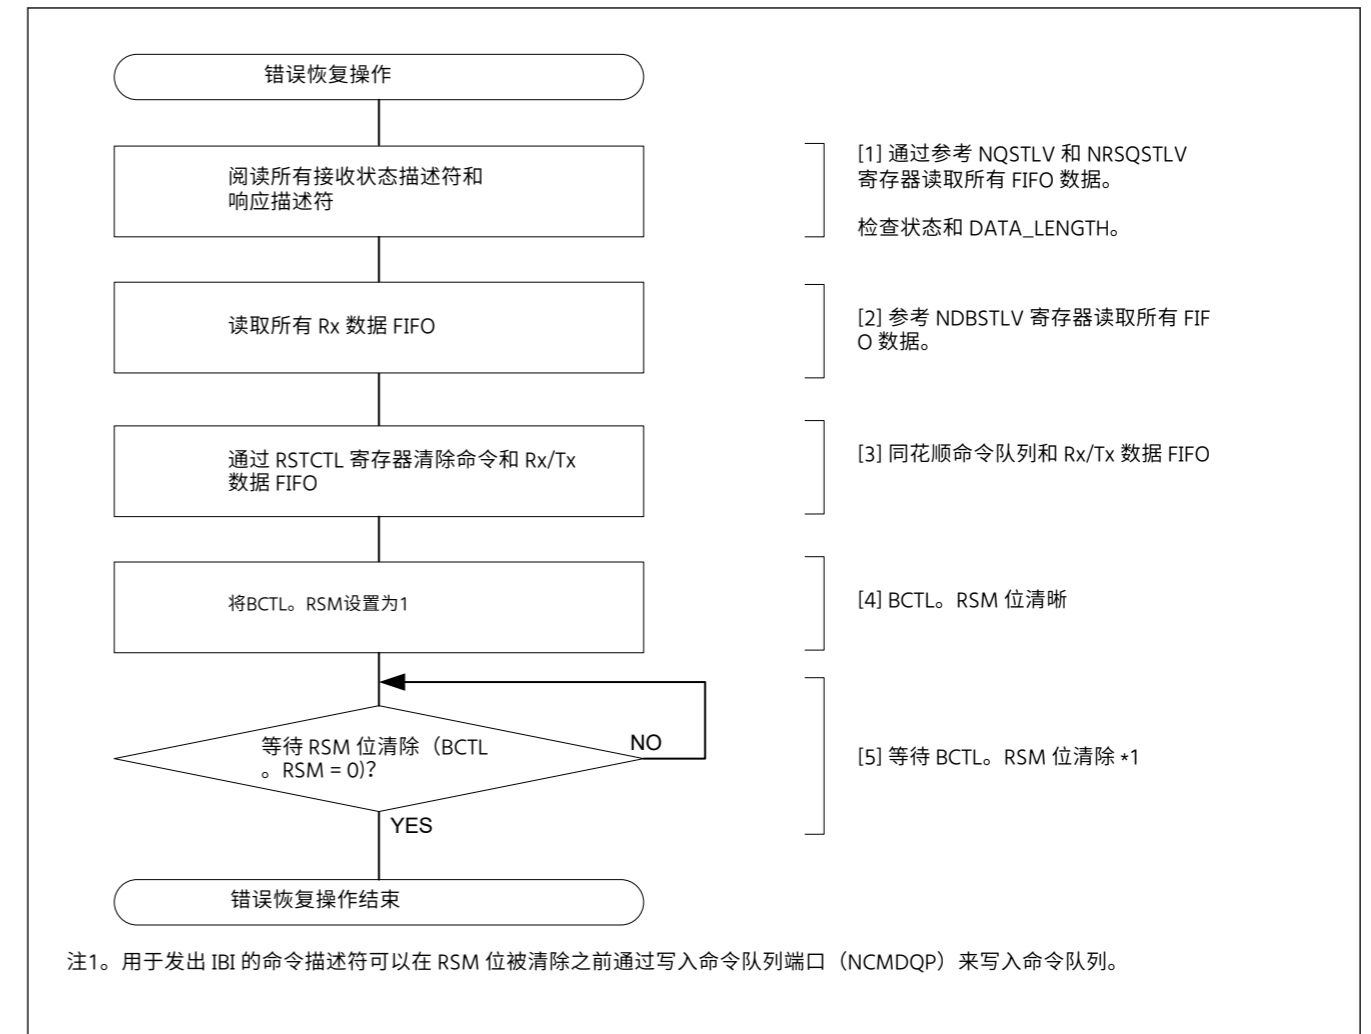 错误恢复操作
阅读所有接收状态描述符和
响应描述符
[1] 通过参考 NQSTLV 和 NRSQSTLV
寄存器读取所有 FIFO 数据。
检查状态和 DATA_LENGTH。
读取所有 Rx 数据 FIFO
[2] 参考 NDBSTLV 寄存器读取所有 FIF
O 数据。
通过 RSTCTL 寄存器清除命令和 Rx/Tx
数据 FIFO
[3] 同花顺命令队列和 Rx/Tx 数据 FIFO
将BCTL。RSM设置为1
[4] BCTL。RSM 位清晰
等待 RSM 位清除（BCTL
。RSM = 0)？
NO
[5] 等待 BCTL。RSM 位清除 *1
YES
错误恢复操作结束
注1。用于发出 IBI 的命令描述符可以在 RSM 位被清除之前通过写入命令队列端口（NCMDQP）来写入命令队列。